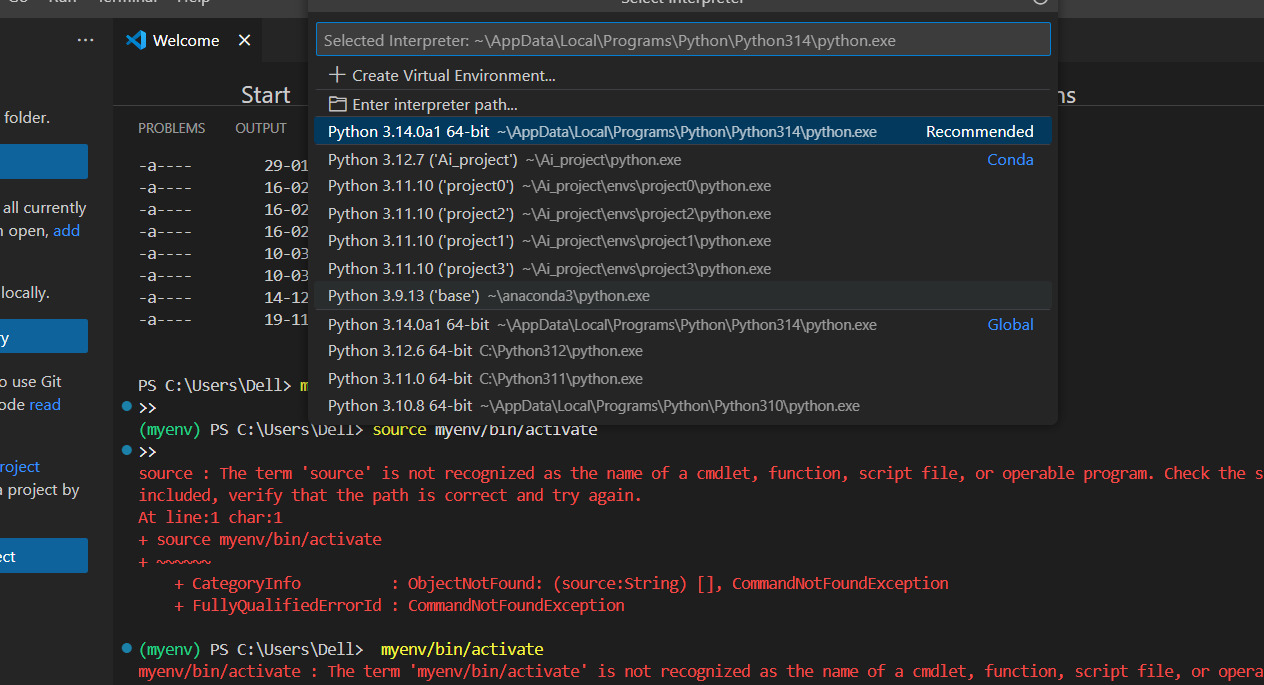 Go Run Terminal Help
Select Interpreter
Welcome
Selected Interpreter: ~\AppData\Local\Programs\Python\Python314\python.exe
Create Virtual Environment...
Enter interpreter path...
Python 3.14.0a1 64-bit ~\AppData\Local\Programs\Python\Python314\python.exe Recommended
Python 3.12.7 ('Ai_project') ~\Ai_project\python.exe Conda
Python 3.11.10 ('project0') ~\Ai_project\envs\project0\python.exe
Python 3.11.10 ('project2') ~\Ai_project\envs\project2\python.exe
Python 3.11.10 ('project1') ~\Ai_project\envs\project1\python.exe
Python 3.11.10 ('project3') ~\Ai_project\envs\project3\python.exe
Python 3.9.13 ('base') ~\anaconda3\python.exe
Python 3.14.0a1 64-bit ~\AppData\Local\Programs\Python\Python314\python.exe Global
Python 3.12.6 64-bit C:\Python312\python.exe
Python 3.11.0 64-bit C:\Python311\python.exe
Python 3.10.8 64-bit ~\AppData\Local\Programs\Python\Python310\python.exe
folder.
all currently
open, add
locally.
ry
o use Git
ode read
roject
a project by
ect
Start
ns
PROBLEMS OUTPUT
-a---- 29-01
-a---- 16-02
-a---- 16-02
-a---- 16-02
-a---- 10-03
-a---- 10-03
-a---- 14-12
-a---- 19-11
PS C:\Users\Dell> m
>>
(myenv) PS C:\Users\Dell> source myenv/bin/activate
>>
source : The term 'source' is not recognized as the name of a cmdlet, function, script file, or operable program. Check the s
included, verify that the path is correct and try again.
At line:1 char:1
+ source myenv/bin/activate
+ ~~~~~~
+ CategoryInfo : ObjectNotFound: (source:String) [], CommandNotFoundException
+ FullyQualifiedErrorId : CommandNotFoundException
(myenv) PS C:\Users\Dell> myenv/bin/activate
myenv/bin/activate : The term 'myenv/bin/activate' is not recognized as the name of a cmdlet, function, script file, or opera